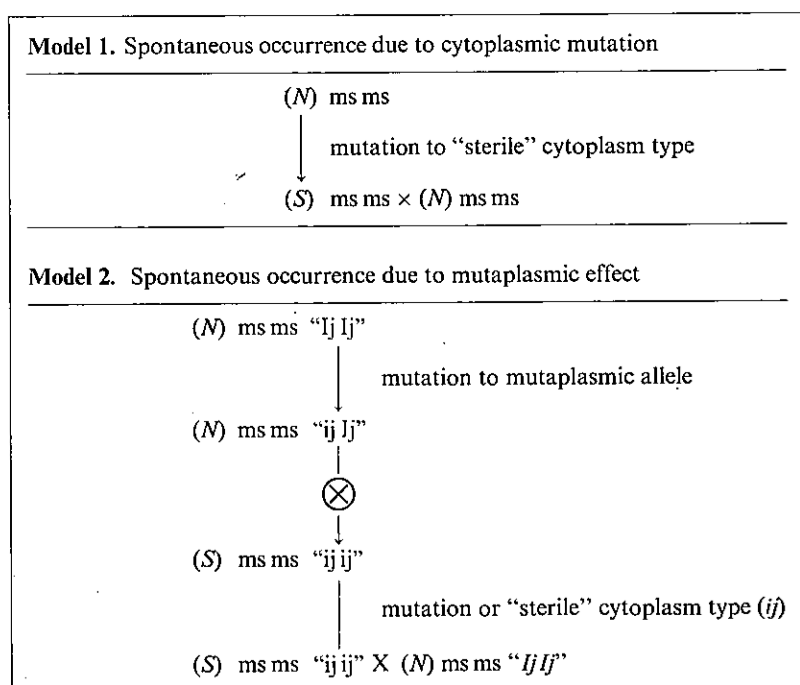 Model 1. Spontaneous occurrence due to cytoplasmic mutation
(N) ms ms
mutation to “sterile” cytoplasm type
(S) ms ms × (N) ms ms
Model 2. Spontaneous occurrence due to mutaplasmic effect
(N) ms ms “Ij Ij”
mutation to mutaplasmic allele
(N) ms ms “ij Ij”
(S) ms ms “ij ij”
mutation or “sterile” cytoplasm type (ij)
(S) ms ms “ij ij” X (N) ms ms “Ij Ij”